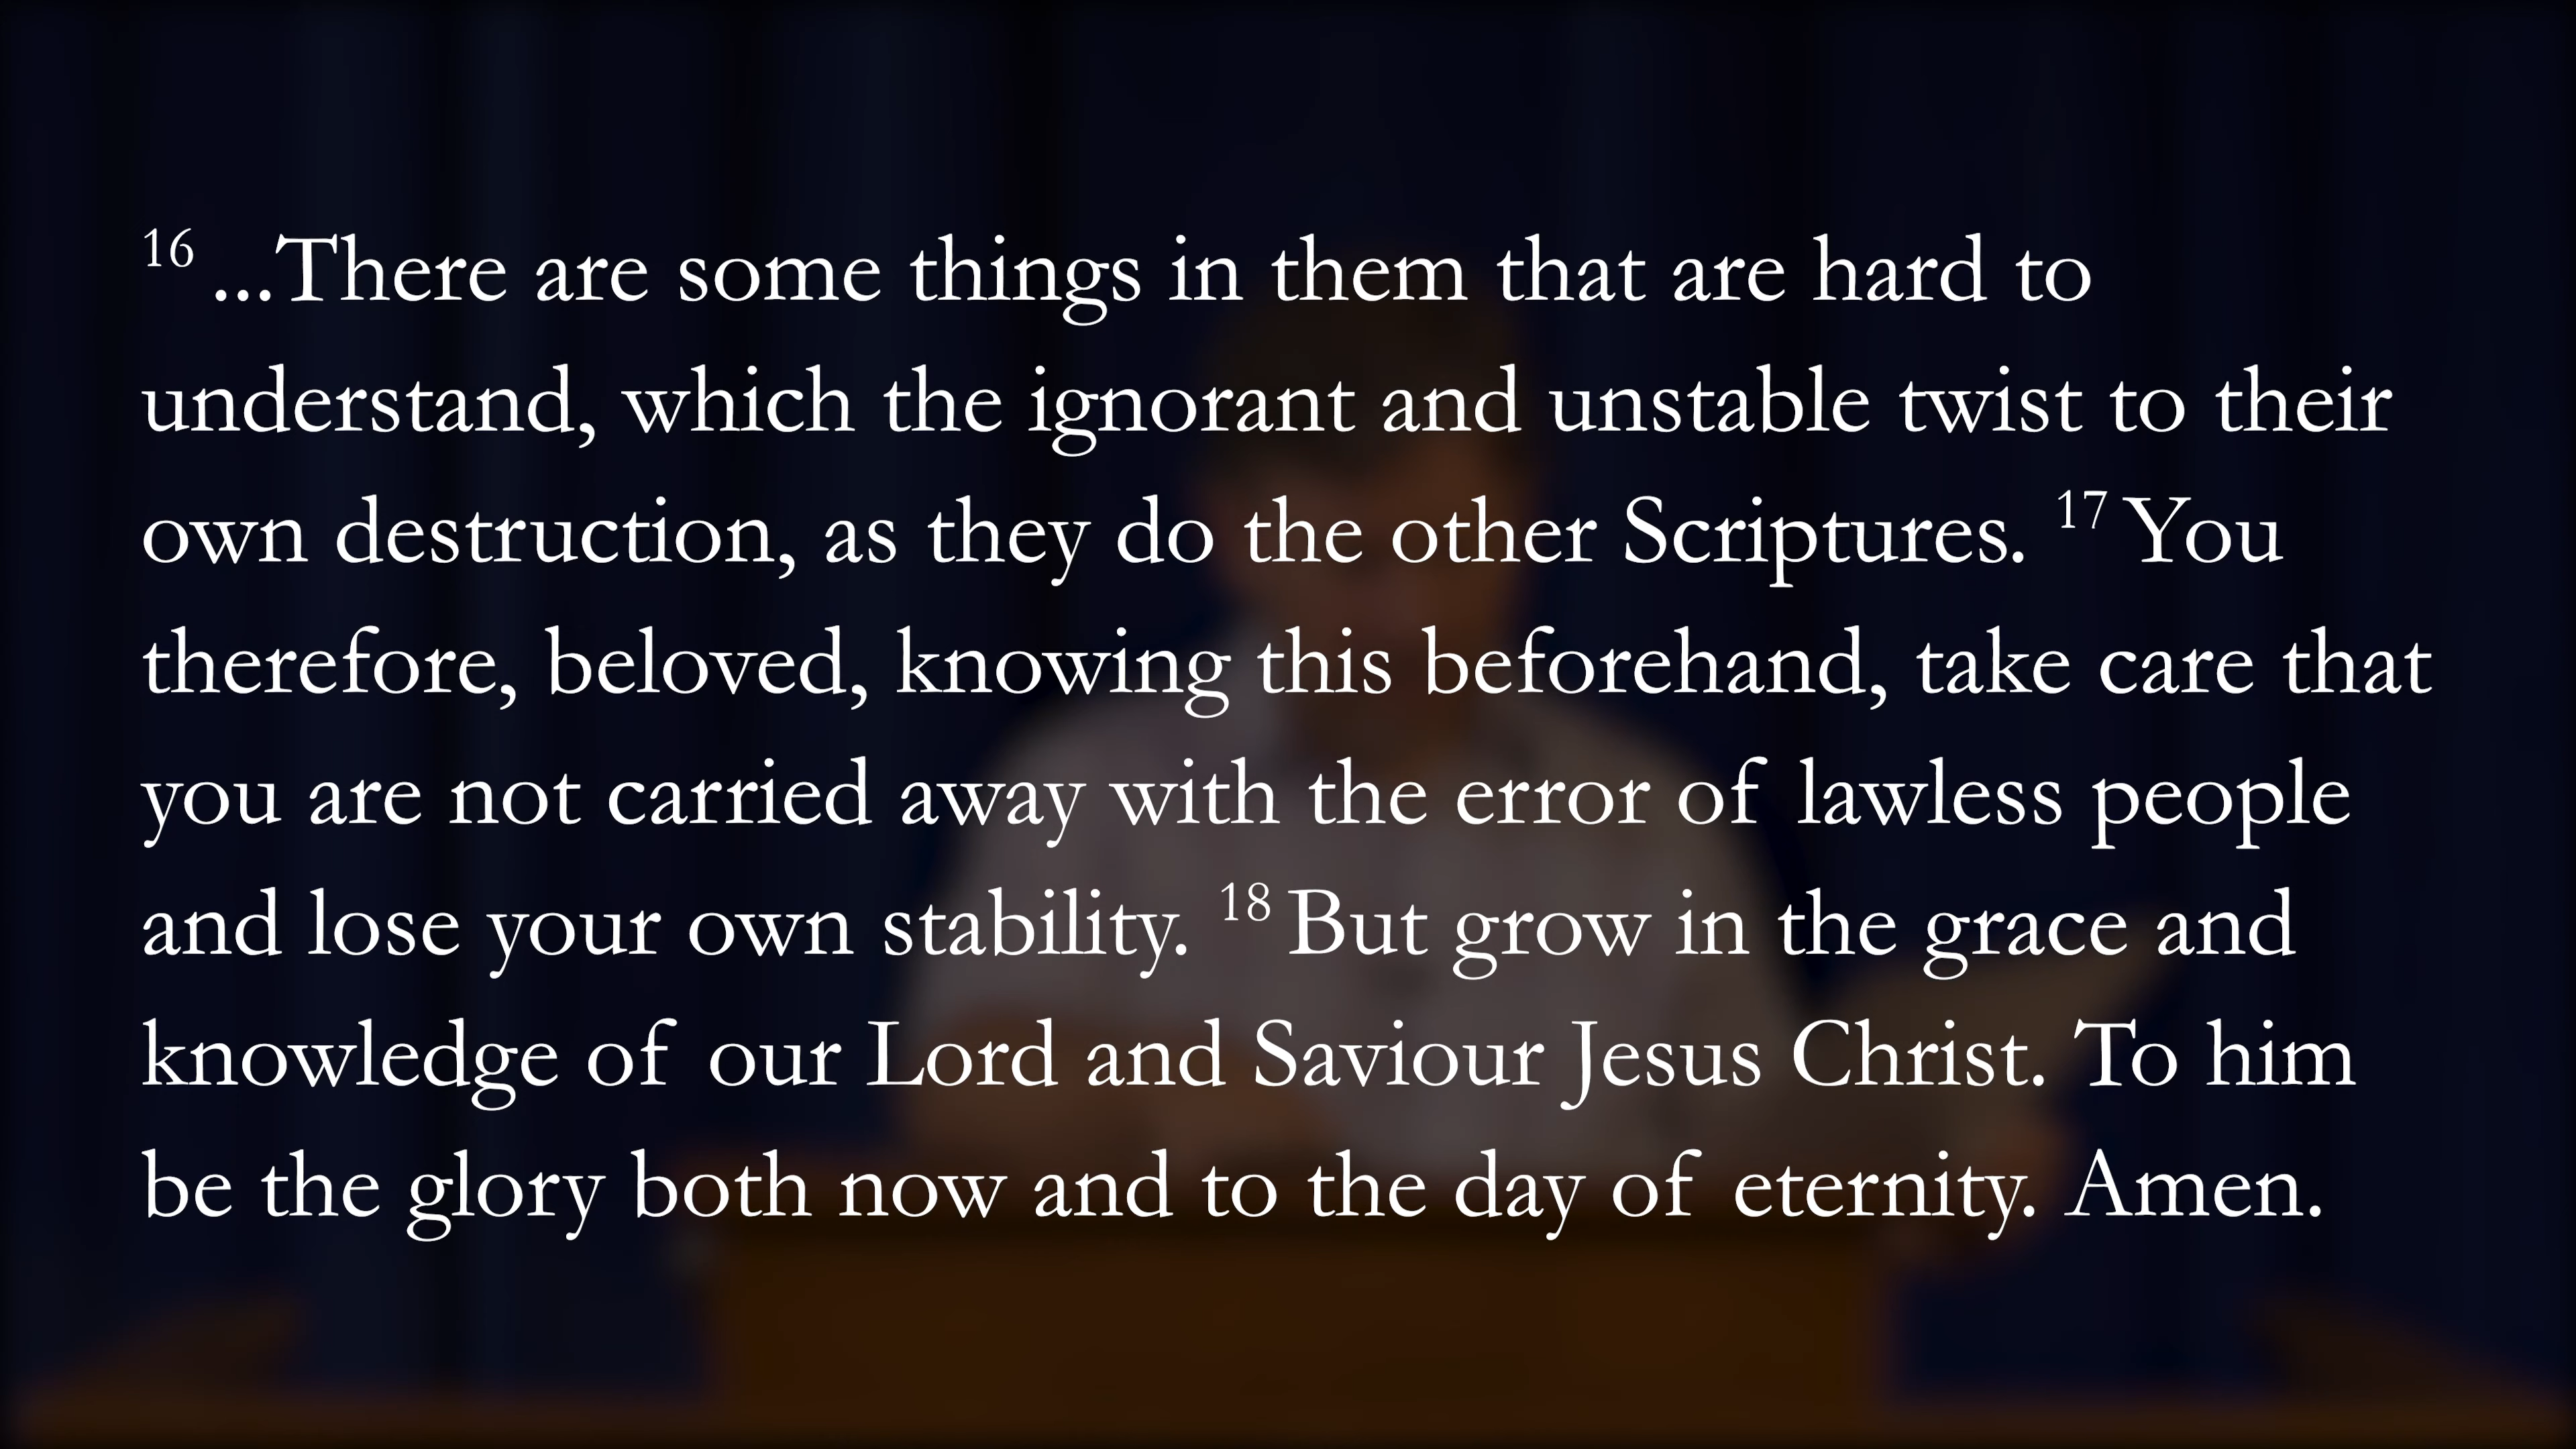 16 ...There are some things in them that are hard to
understand, which the ignorant and unstable twist to their
own destruction, as they do the other Scriptures. 17 You
therefore, beloved, knowing this beforehand, take care that
you are not carried away with the error of lawless people
and lose your own stability. 18 But grow in the grace and
knowledge of our Lord and Saviour Jesus Christ. To him
be the glory both now and to the day of eternity. Amen.